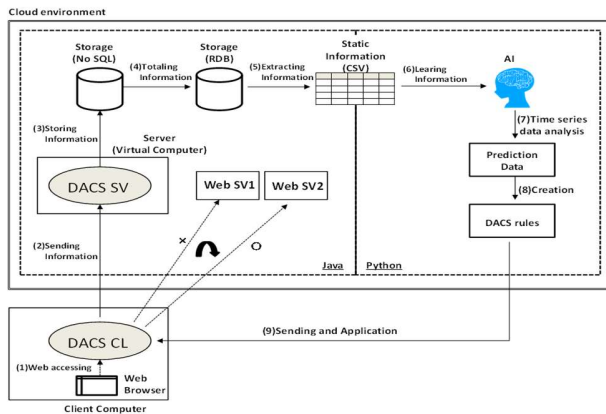 Cloud environment
Storage
(No SQL)
(4)Totaling
Information
Storage
(RDB)
(5)Extracting
Information
Static
Information
(CSV)
(6)Learing
Information
AI
(3)Storing
Information
Server
(Virtual Computer)
(7)Time series
data analysis
DACS SV
Web SV1
Web SV2
Prediction
Data
(8)Creation
DACS rules
(2)Sending
Information
×
○
Java
Python
DACS CL
(9)Sending and Application
(1)Web accessing
Web
Browser
Client Computer